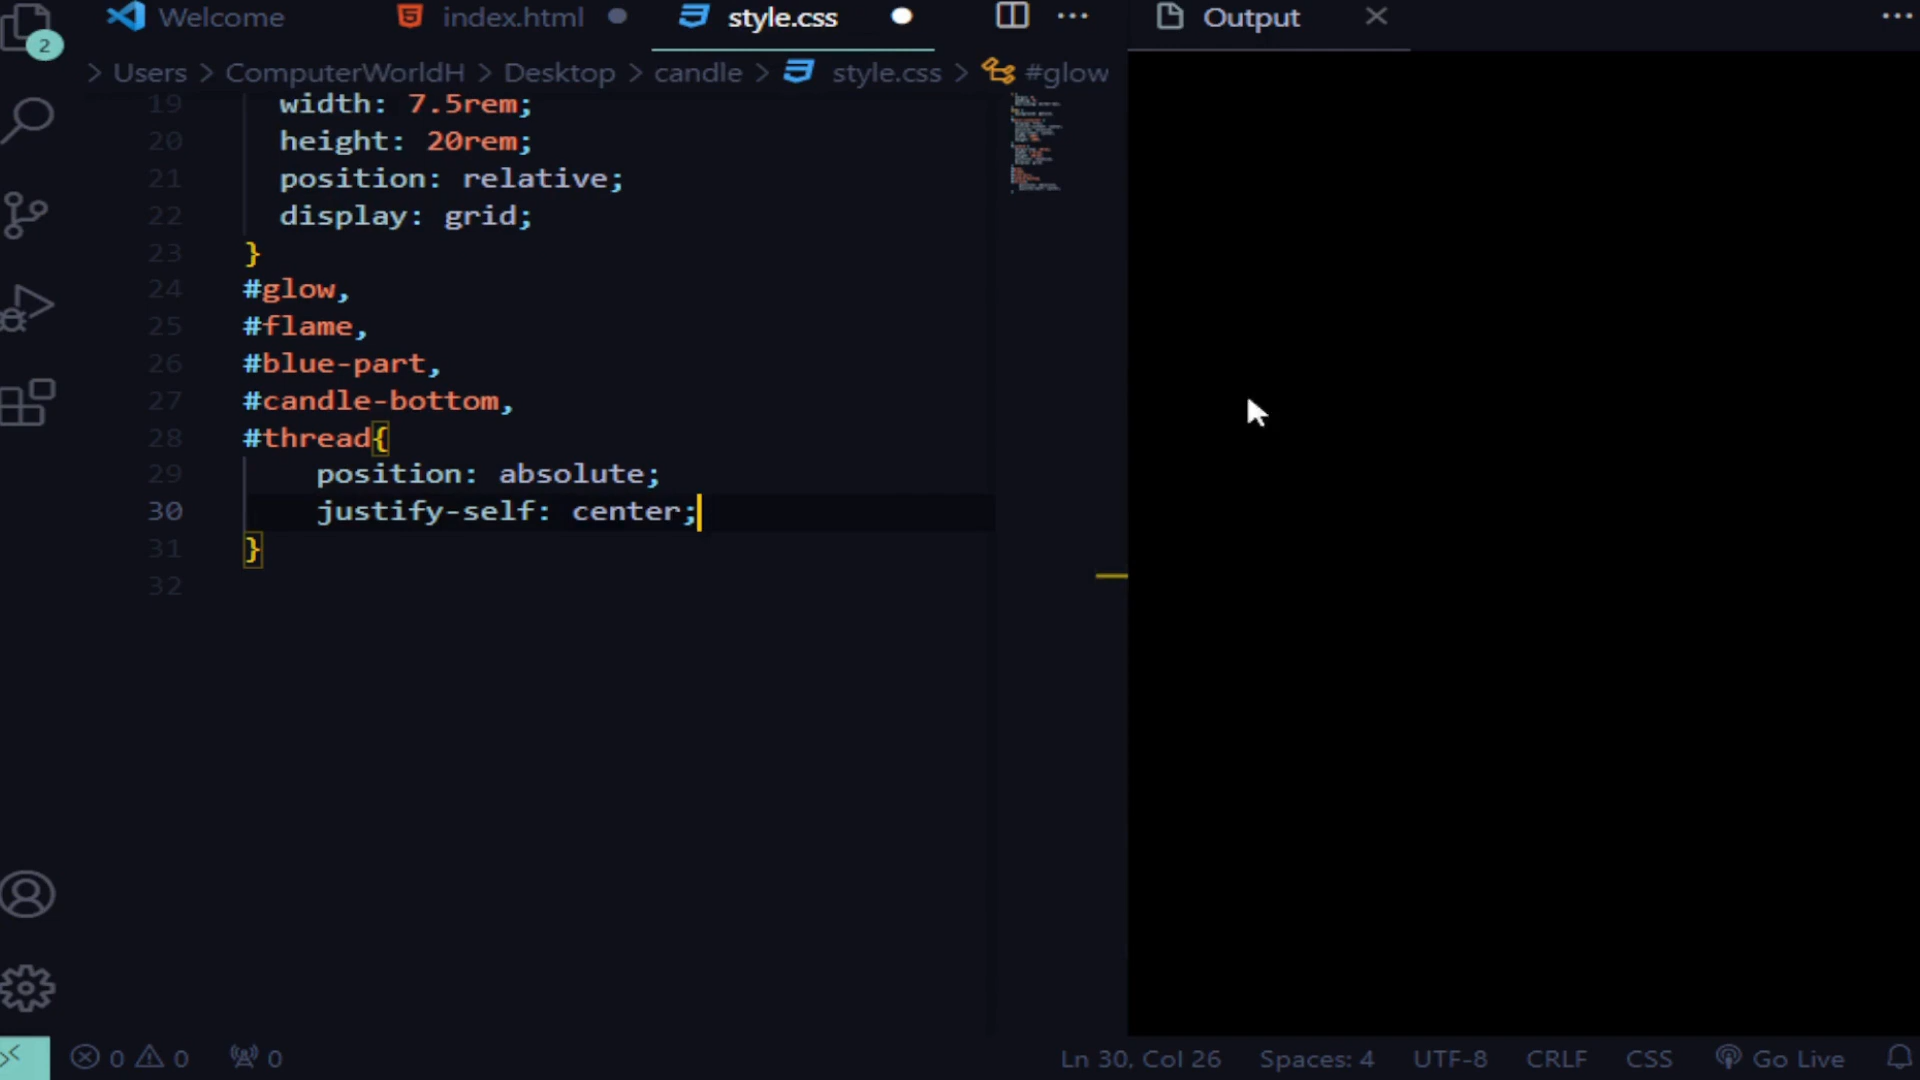 2
Welcome
index.html
style.css
Output
> Users > ComputerWorldH > Desktop > candle > style.css > #glow
19 width: 7.5rem;
20 height: 20rem;
21 position: relative;
22 display: grid;
23 }
24 #glow,
25 #flame,
26 #blue-part,
27 #candle-bottom,
28 #thread{
29 position: absolute;
30 justify-self: center;
31 }
32
0 0 0 Ln 30, Col 26 Spaces: 4 UTF-8 CRLF CSS Go Live